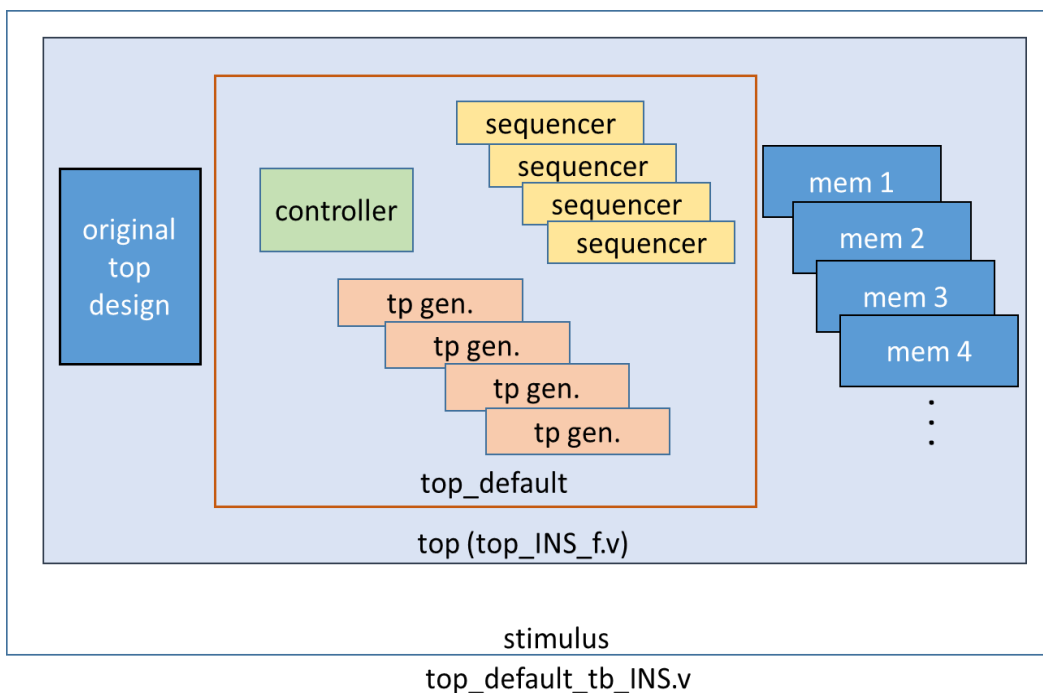 original
top
design
controller
sequencer
sequencer
sequencer
sequencer
tp gen.
tp gen.
tp gen.
tp gen.
top_default
mem 1
mem 2
mem 3
mem 4
top (top_INS_f.v)
stimulus
top_default_tb_INS.v